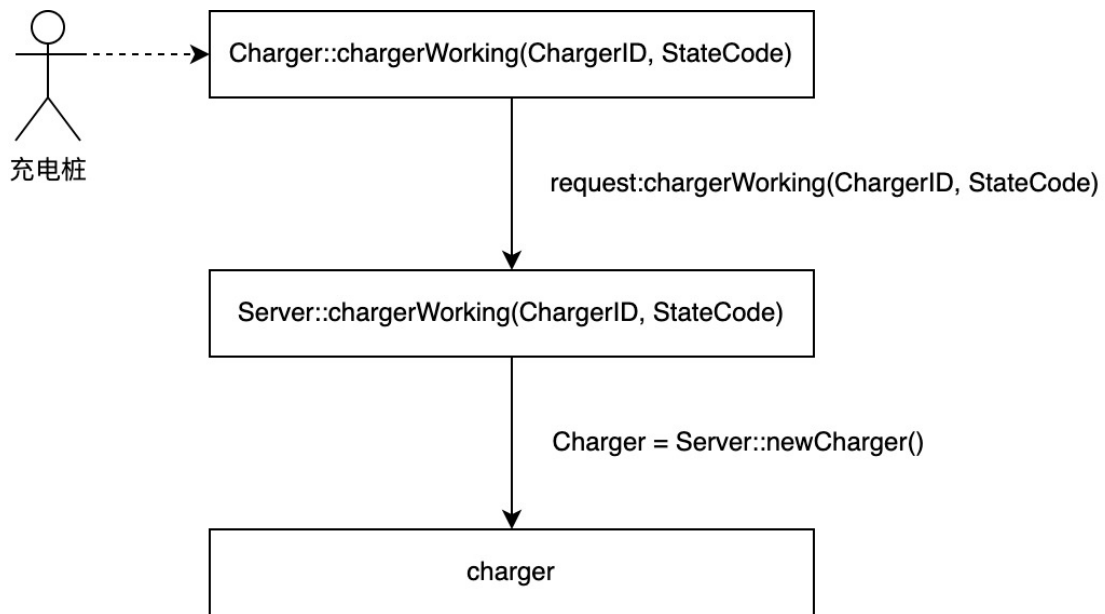 Charger::chargerWorking(ChargerID, StateCode)
充电桩
request:chargerWorking(ChargerID, StateCode)
Server::chargerWorking(ChargerID, StateCode)
Charger = Server::newCharger()
charger